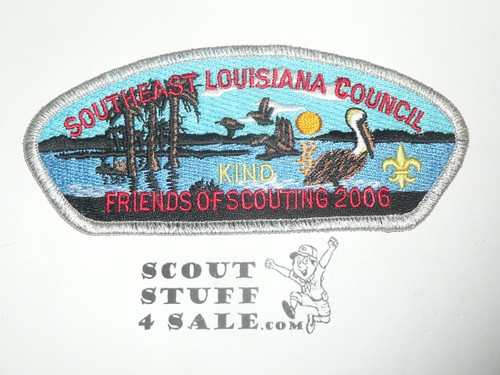 SOUTHEAST LOUISIANA COUNCIL
KIND
FRIENDS OF SCOUTING 2006
SCOUT
STUFF
4 SALE.COM